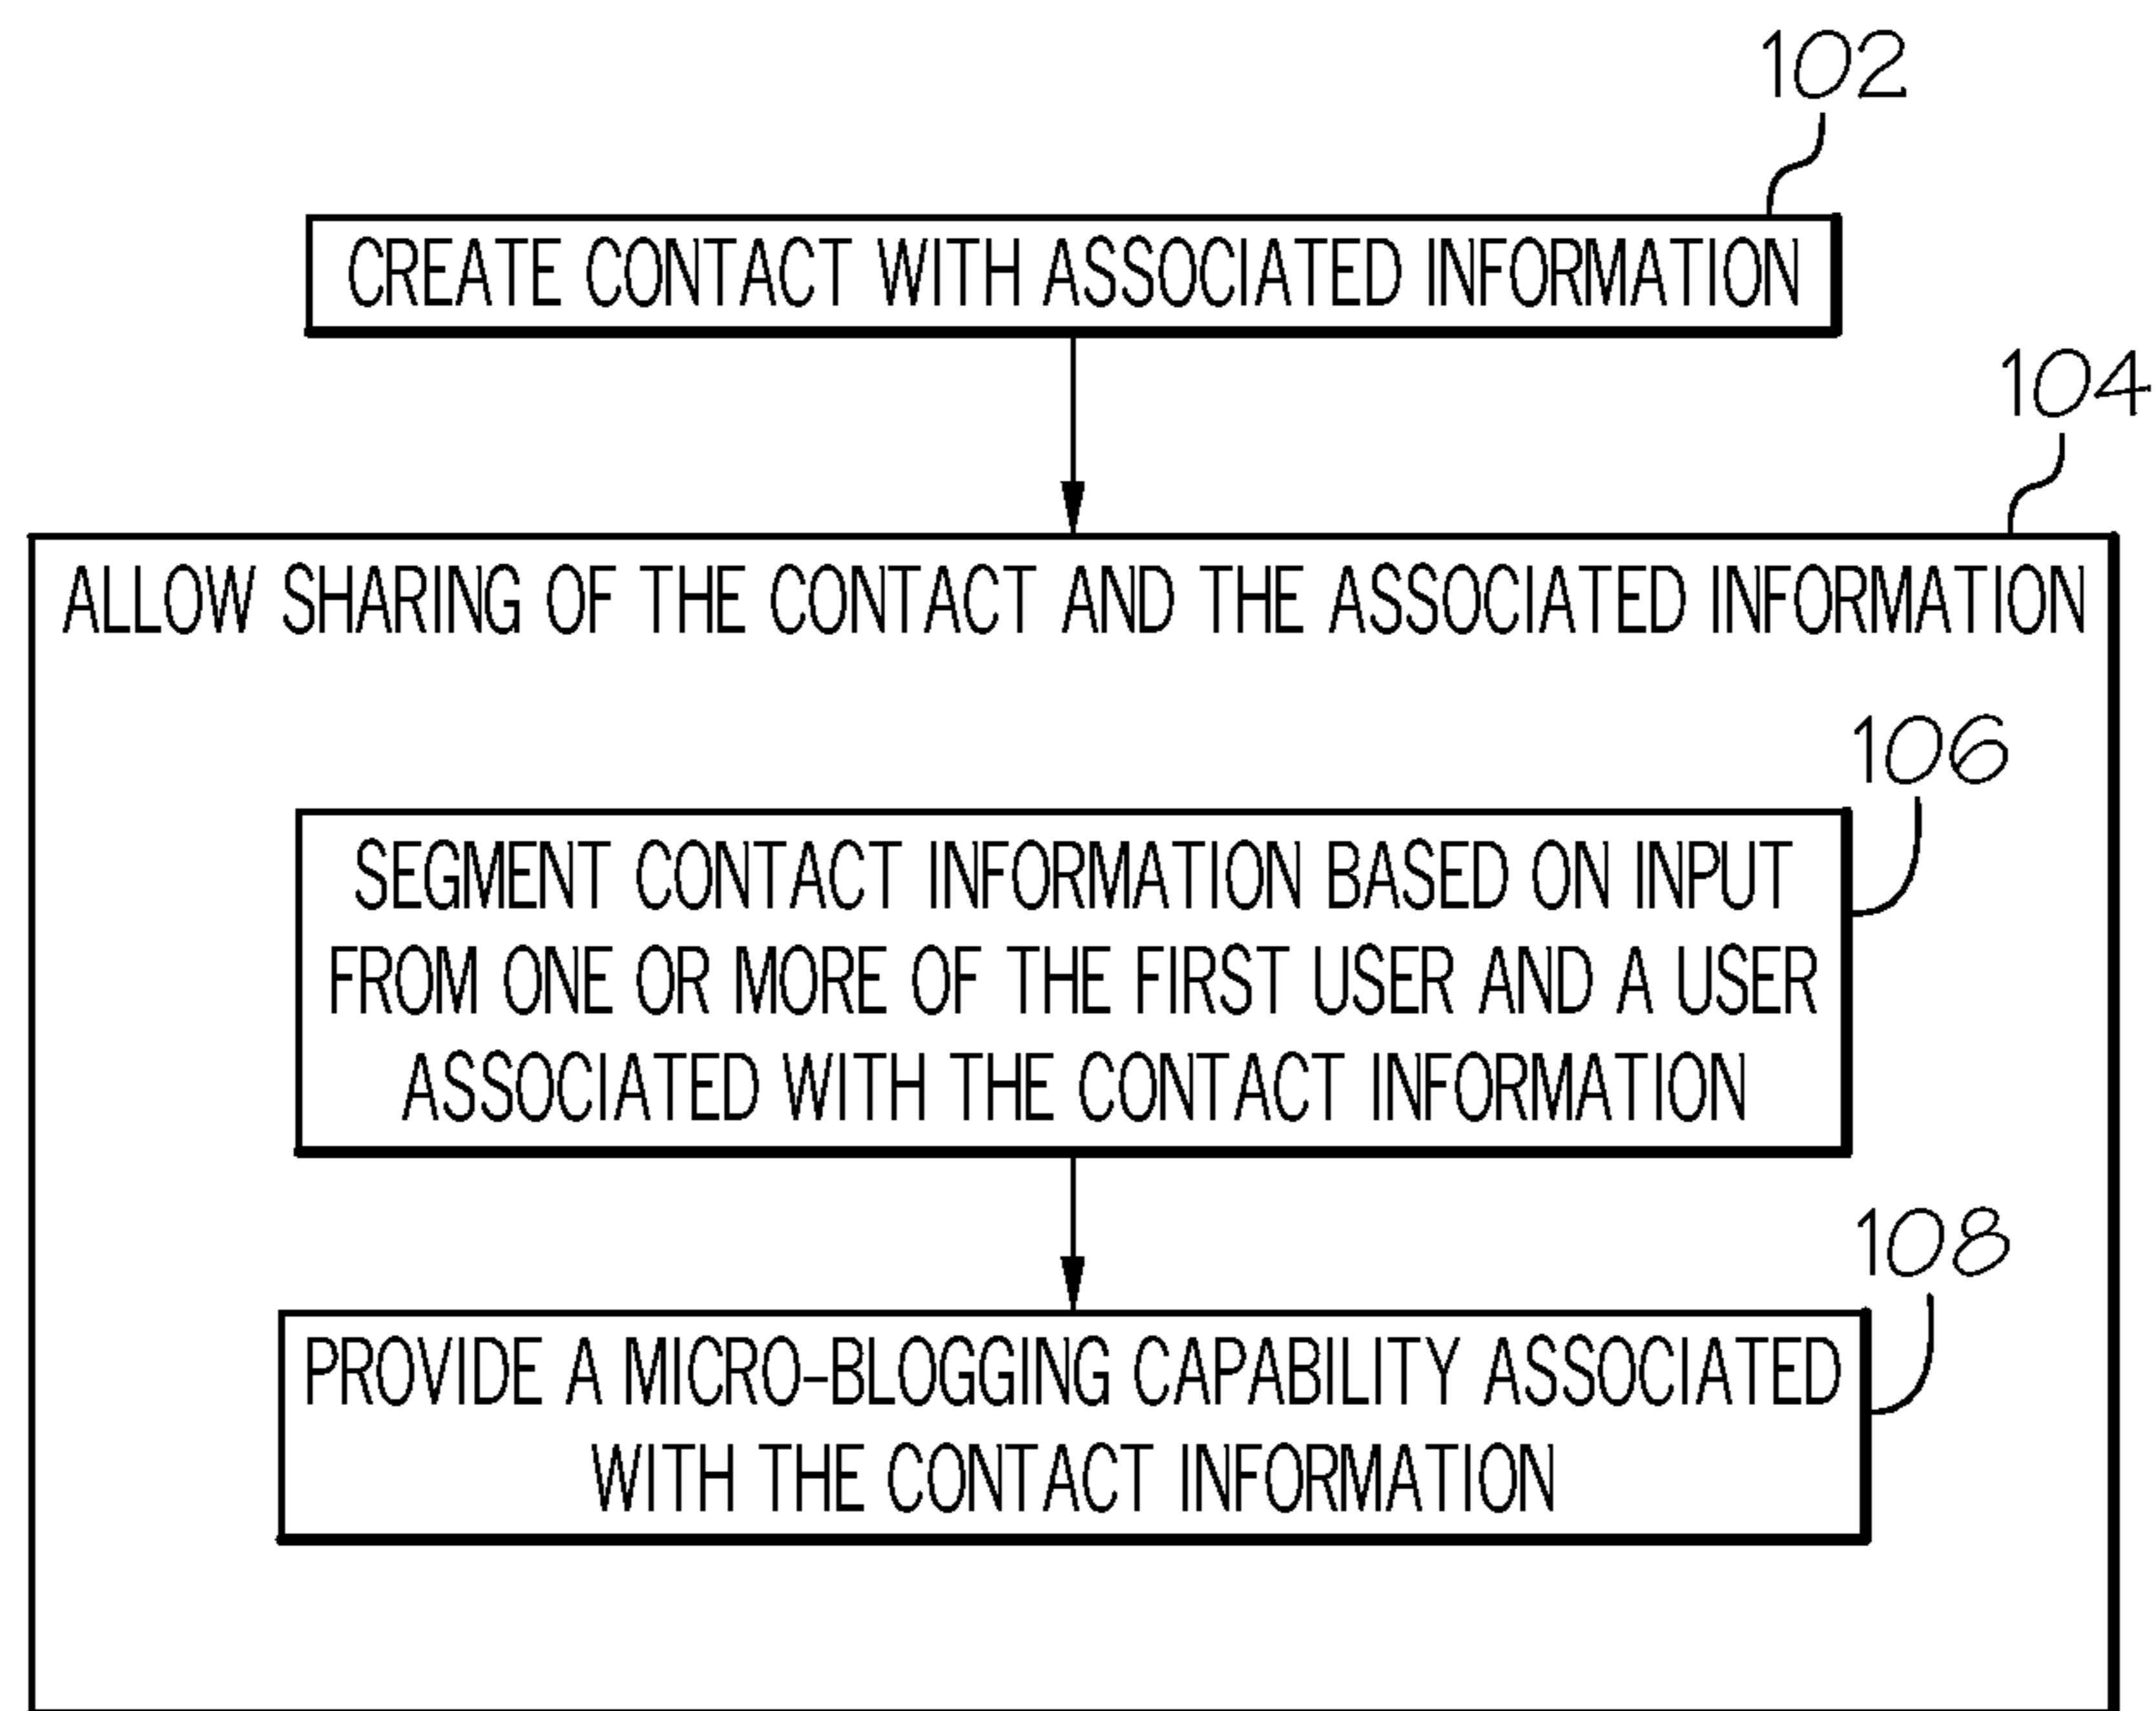 102
CREATE CONTACT WITH ASSOCIATED INFORMATION
104
ALLOW SHARING OF THE CONTACT AND THE ASSOCIATED INFORMATION
106
SEGMENT CONTACT INFORMATION BASED ON INPUT
FROM ONE OR MORE OF THE FIRST USER AND A USER
ASSOCIATED WITH THE CONTACT INFORMATION
108
PROVIDE A MICRO-BLOGGING CAPABILITY ASSOCIATED
WITH THE CONTACT INFORMATION